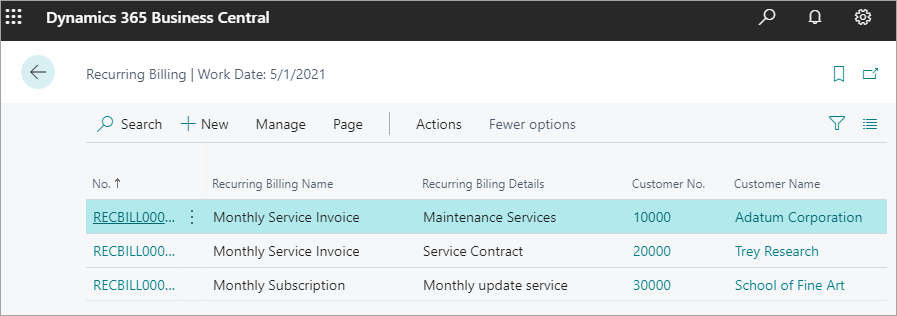 Dynamics 365 Business Central
Recurring Billing | Work Date: 5/1/2021
Search New Manage Page Actions Fewer options
No. ↑ Recurring Billing Name Recurring Biling Details Customer No. Customer Name
RECBILL000... Monthly Service Invoice Maintenance Services 10000 Adatum Corporation
RECBILL000... Monthly Service Invoice Service Contract 20000 Trey Research
RECBILL000... Monthly Subscription Monthly update service 30000 School of Fine Art